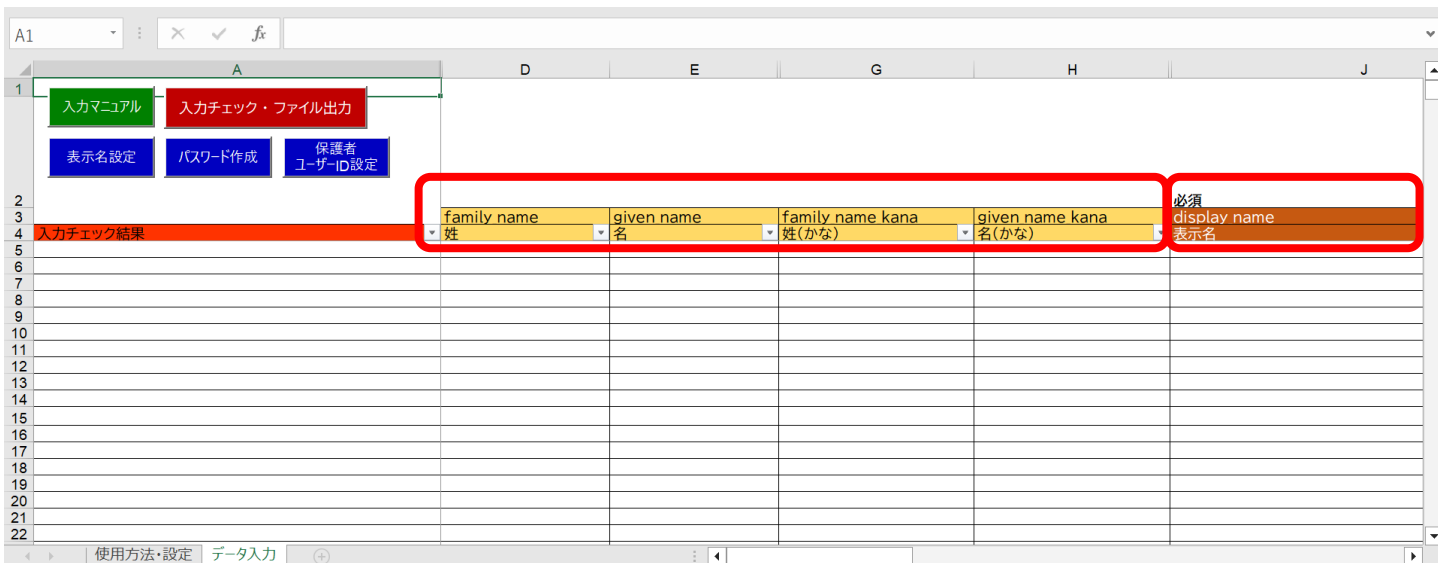 A1 fx
A D E G H J
1
入力マニュアル 入力チェック・ファイル出力
表示名設定 パスワード作成 保護者
ユーザーID設定
2 必須
3 family name given name family name kana given name kana display name
4 入力チェック結果 姓 名 姓(かな) 名(かな) 表示名
5
6
7
8
9
10
11
12
13
14
15
16
17
18
19
20
21
22
使用方法・設定 データ入力